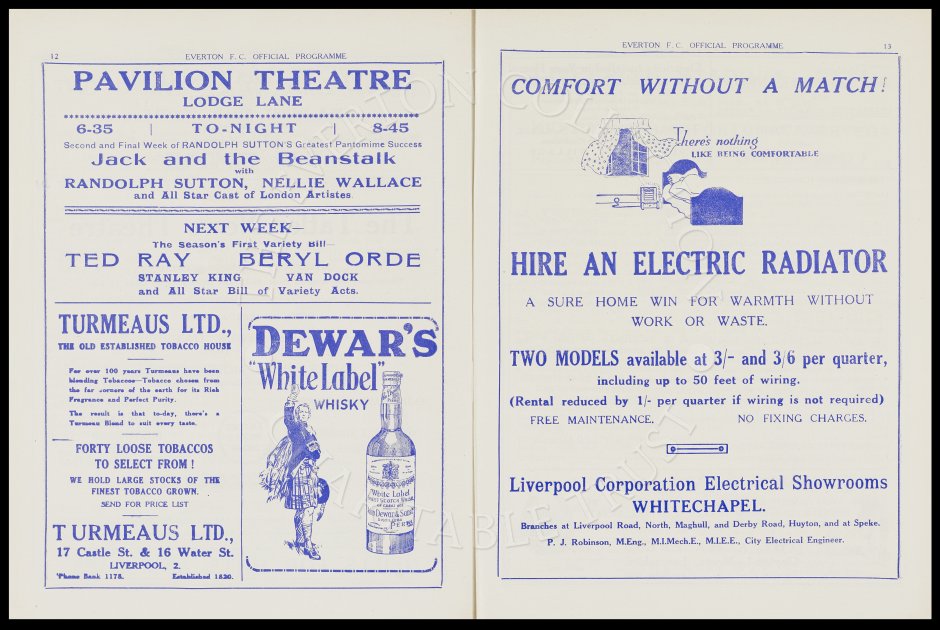 12
EVERTON F. C. OFFICIAL PROGRAMME
PAVILION THEATRE
LODGE LANE
6-35 | TO-NIGHT | 8-45
Second and Final Week of RANDOLPH SUTTON'S Greatest Pantomime Success
Jack and the Beanstalk
with
RANDOLPH SUTTON, NELLIE WALLACE
and All Star Cast of London Artistes
NEXT WEEK—
The Season's First Variety Bill
TED RAY BERYL ORDE
STANLEY KING VAN DOCK
and All Star Bill of Variety Acts.
TURMEAUS LTD.,
THE OLD ESTABLISHED TOBACCO HOUSE
For over 100 years Turmeaus have been
blending Tobaccos—Tobacco chosen from
the far corners of the earth for its Rich
Fragrance and Perfect Purity.
The result is that to-day, there's a
Turmeau Blend to suit every taste.
FORTY LOOSE TOBACCOS
TO SELECT FROM!
WE HOLD LARGE STOCKS OF THE
FINEST TOBACCO GROWN.
SEND FOR PRICE LIST
TURMEAUS LTD.,
17 Castle St. & 16 Water St.
LIVERPOOL, 2.
'Phone Bank 1178. Established 1820.
DEWAR'S
"White Label"
WHISKY
White Label
John Dewar & Sons
PERTH
EVERTON F.C. OFFICIAL PROGRAMME
13
COMFORT WITHOUT A MATCH!
There's nothing
LIKE BEING COMFORTABLE
HIRE AN ELECTRIC RADIATOR
A SURE HOME WIN FOR WARMTH WITHOUT
WORK OR WASTE.
TWO MODELS available at 3/- and 3/6 per quarter,
including up to 50 feet of wiring.
(Rental reduced by 1/- per quarter if wiring is not required)
FREE MAINTENANCE. NO FIXING CHARGES.
Liverpool Corporation Electrical Showrooms
WHITECHAPEL.
Branches at Liverpool Road, North, Maghull, and Derby Road, Huyton, and at Speke.
P. J. Robinson, M.Eng., M.I.Mech.E., M.I.E.E., City Electrical Engineer.